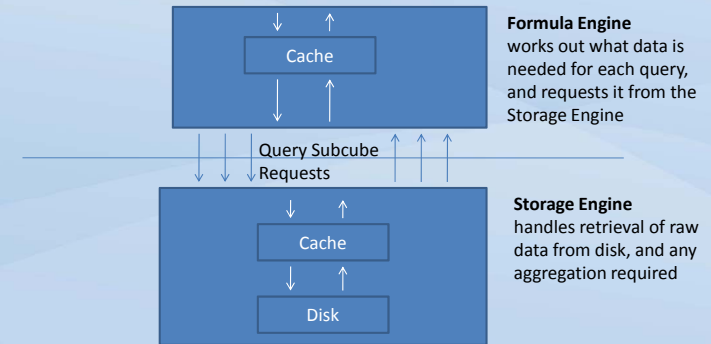 Cache
Formula Engine
works out what data is
needed for each query,
and requests it from the
Storage Engine
Query Subcube
Requests
Cache
Disk
Storage Engine
handles retrieval of raw
data from disk, and any
aggregation required